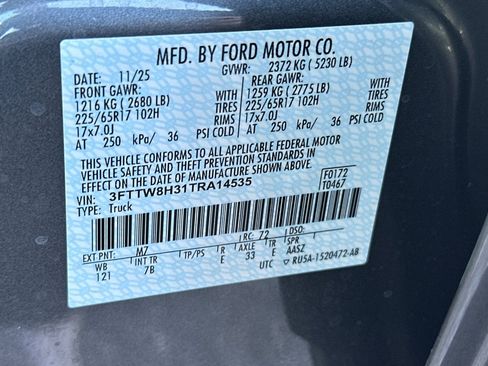 MFD. BY FORD MOTOR CO.
DATE: 11/25 GVWR: 2372 KG ( 5230 LB)
FRONT GAWR: REAR GAWR:
1216 KG ( 2680 LB) WITH 1259 KG ( 2775 LB) WITH
225/65R17 102H TIRES 225/65R17 102H TIRES
17x7.0J RIMS 17x7.0J RIMS
AT 250 kPa/ 36 PSI COLD AT 250 kPa/ 36 PSI COLD
THIS VEHICLE CONFORMS TO ALL APPLICABLE FEDERAL MOTOR
VEHICLE SAFETY AND THEFT PREVENTION STANDARDS IN
EFFECT ON THE DATE OF MANUFACTURE SHOWN ABOVE.
VIN: 3FTTW8H31TRA14535 F0172
TYPE: Truck T0467
EXT PNT: M7 RC: 72 DSO:
WB INT TR TP/PS R AXLE TR SPR
121 7B E 33 E AASZ
UTC RU5A-1520472-AB